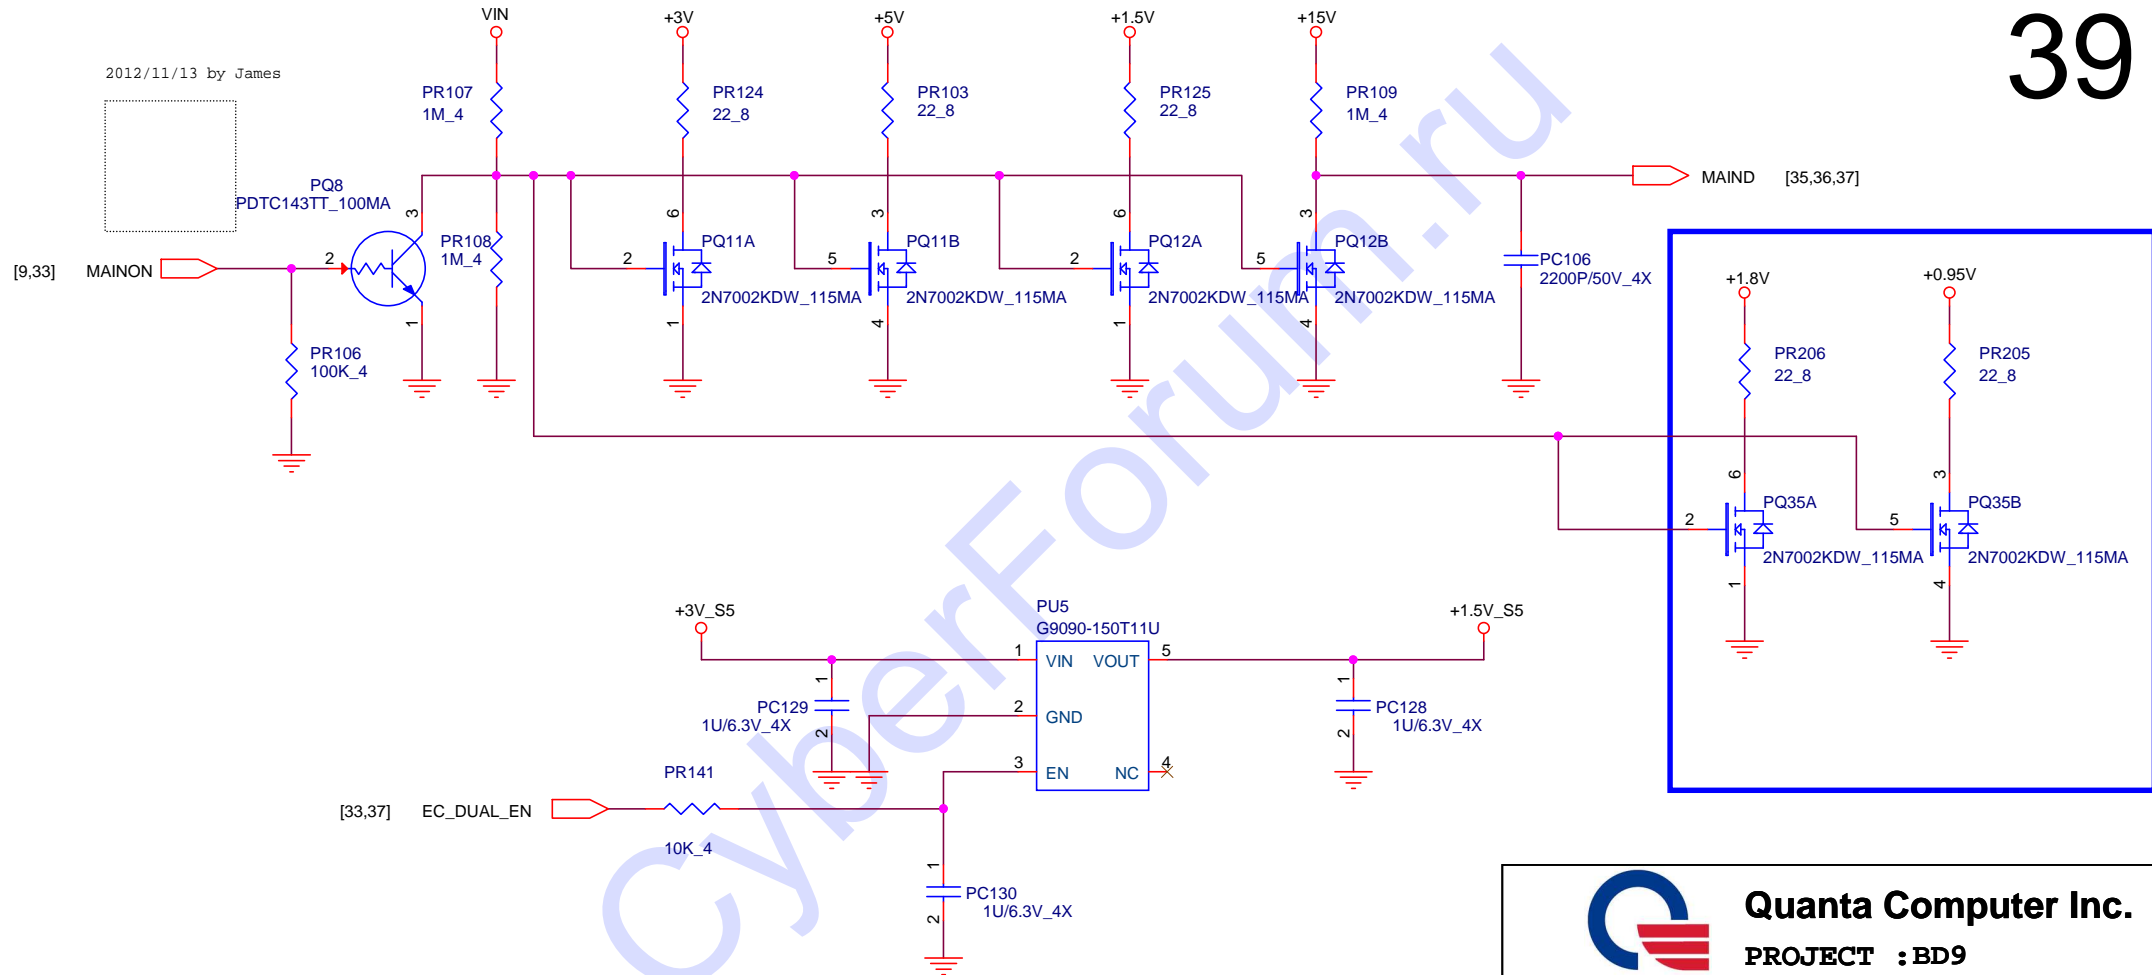 39
VIN
+3V
+5V
+1.5V
+15V
2012/11/13 by James
PR107
1M_4
PR124
22_8
PR103
22_8
PR125
22_8
PR109
1M_4
MAIND [35,36,37]
PQ8
PDTC143TT_100MA
3
2
1
[9,33] MAINON
PR108
1M_4
PR106
100K_4
6
2
PQ11A
2N7002KDW_115MA
1
3
5
PQ11B
2N7002KDW_115MA
4
6
2
PQ12A
2N7002KDW_115MA
1
3
5
PQ12B
2N7002KDW_115MA
4
PC106
2200P/50V_4X
+1.8V
+0.95V
PR206
22_8
PR205
22_8
6
2
PQ35A
2N7002KDW_115MA
1
3
5
PQ35B
2N7002KDW_115MA
4
+3V_S5
PU5
G9090-150T11U
+1.5V_S5
1 VIN VOUT 5
2 GND
3 EN NC 4
1
PC129
1U/6.3V_4X
2
1
PC128
1U/6.3V_4X
2
PR141
10K_4
[33,37] EC_DUAL_EN
1
PC130
1U/6.3V_4X
2
CyberForum.ru
Quanta Computer Inc.
PROJECT : BD9